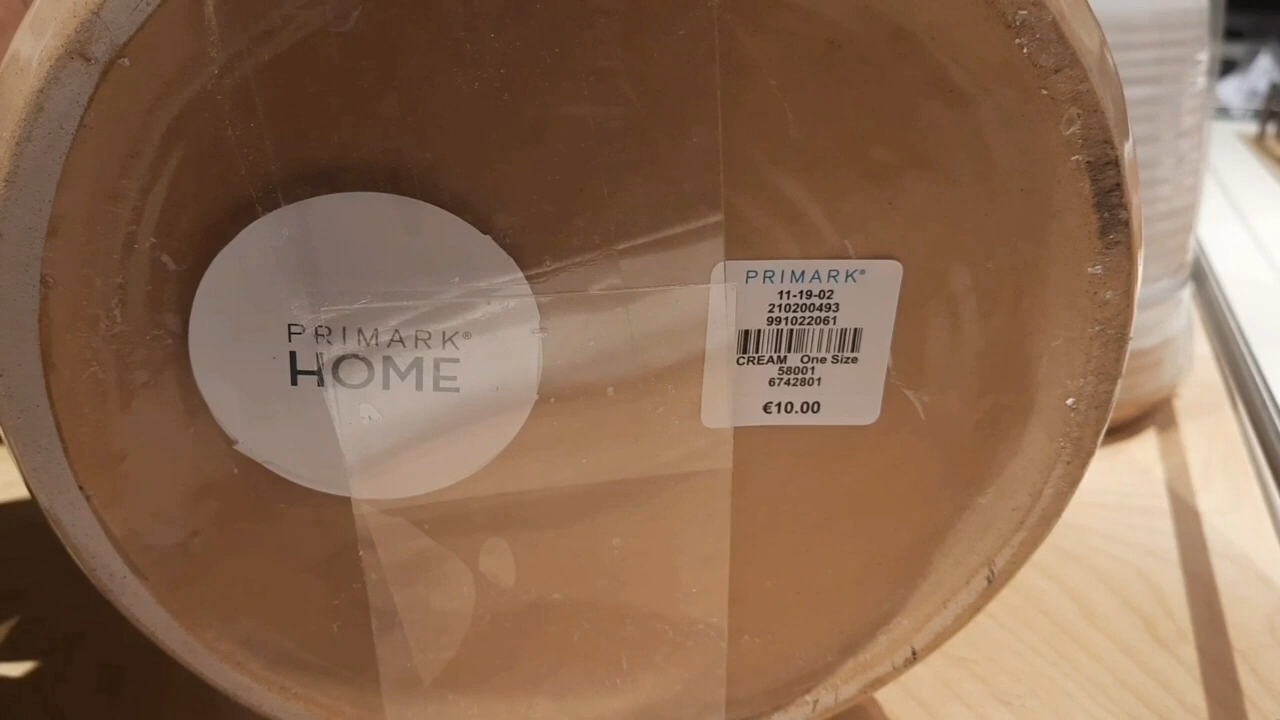 PRIMARK®
HOME
PRIMARK®
11-19-02
210200493
991022061
CREAM One Size
58001
6742801
€10.00